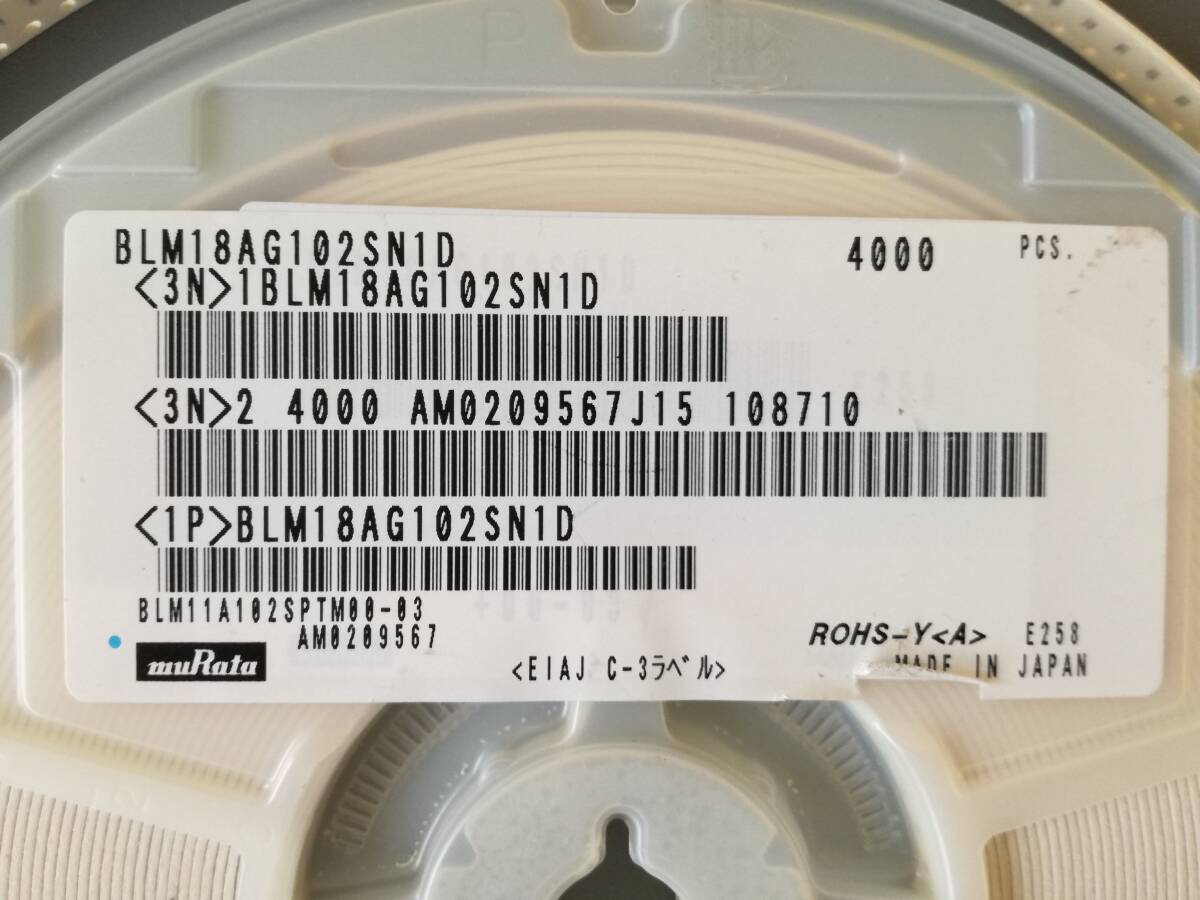 P
BLM18AG102SN1D 4000 PCS.
<3N>1BLM18AG102SN1D
<3N>2 4000 AM0209567J15 108710
<1P>BLM18AG102SN1D
BLM11A102SPTM00-03
AM0209567 ROHS-Y<A> E258
muRata <EIAJ C-3ラベル> MADE IN JAPAN
E258